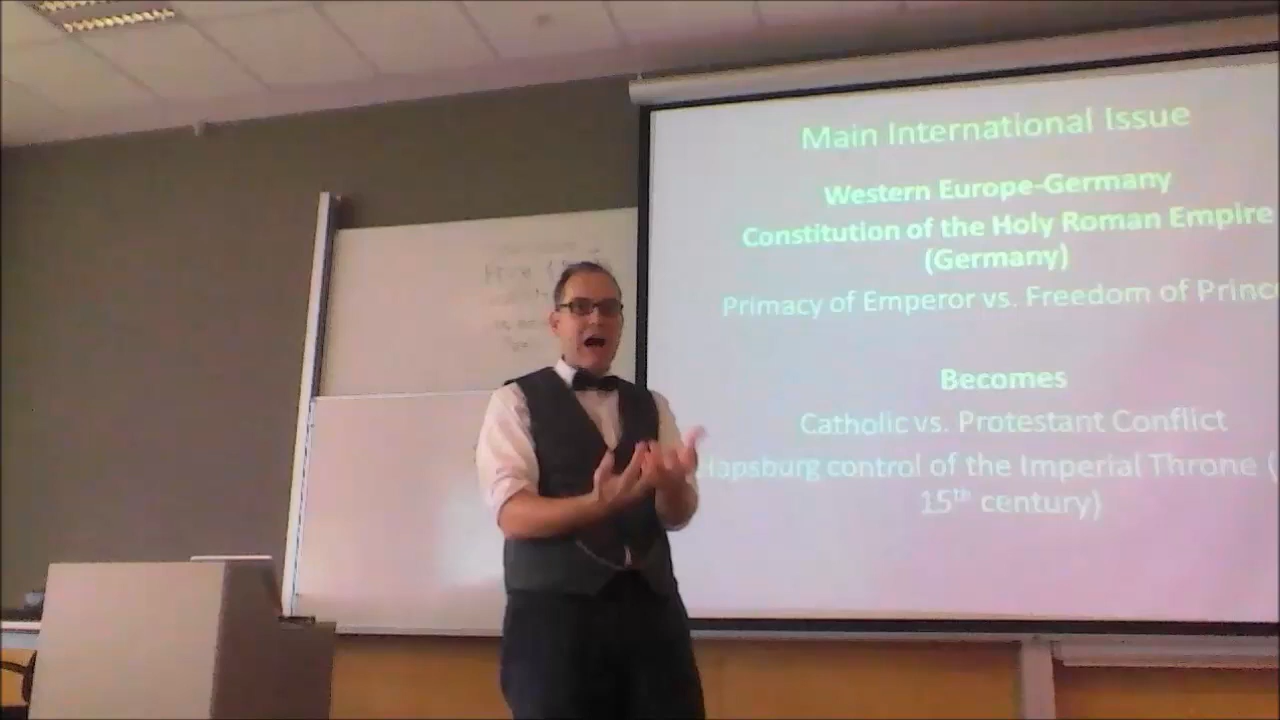 Main International Issue
Western Europe-Germany
Constitution of the Holy Roman Empire
(Germany)
Primacy of Emperor vs. Freedom of Princ
Becomes
Catholic vs. Protestant Conflict
Hapsburg control of the Imperial Throne (
15th century)